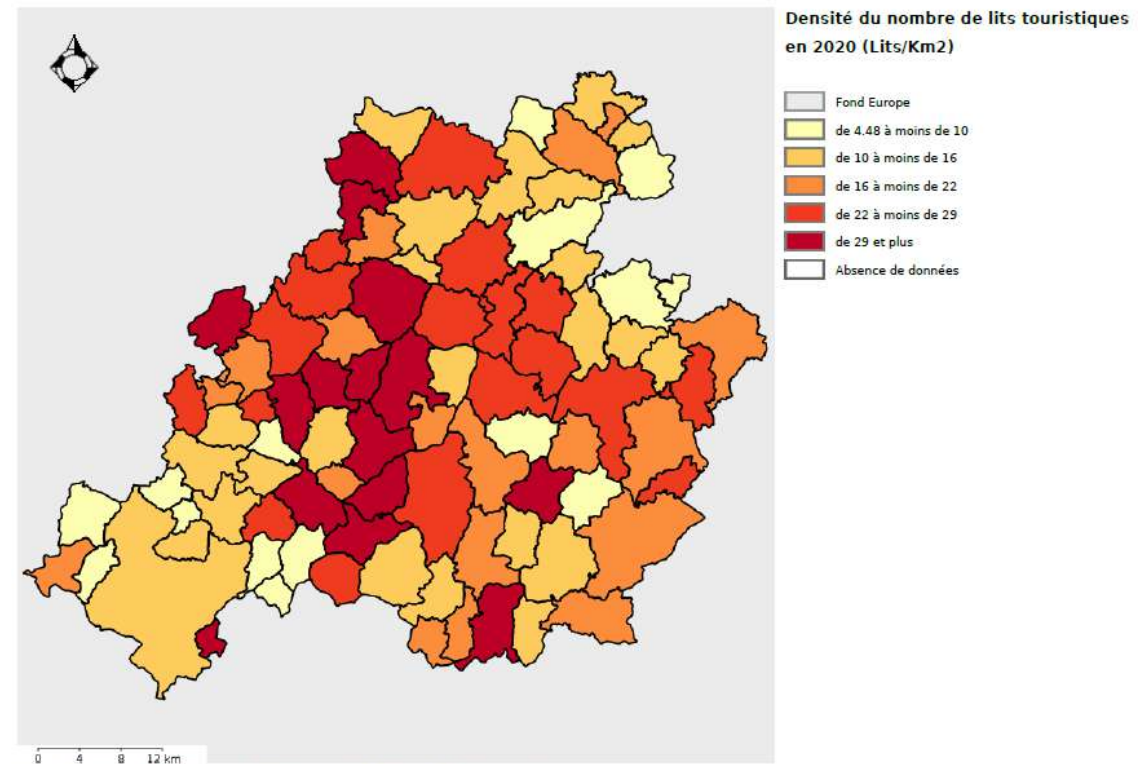 Densité du nombre de lits touristiques
en 2020 (Lits/Km2)
Fond Europe
de 4.48 à moins de 10
de 10 à moins de 16
de 16 à moins de 22
de 22 à moins de 29
de 29 et plus
Absence de données
0 4 8 12 km